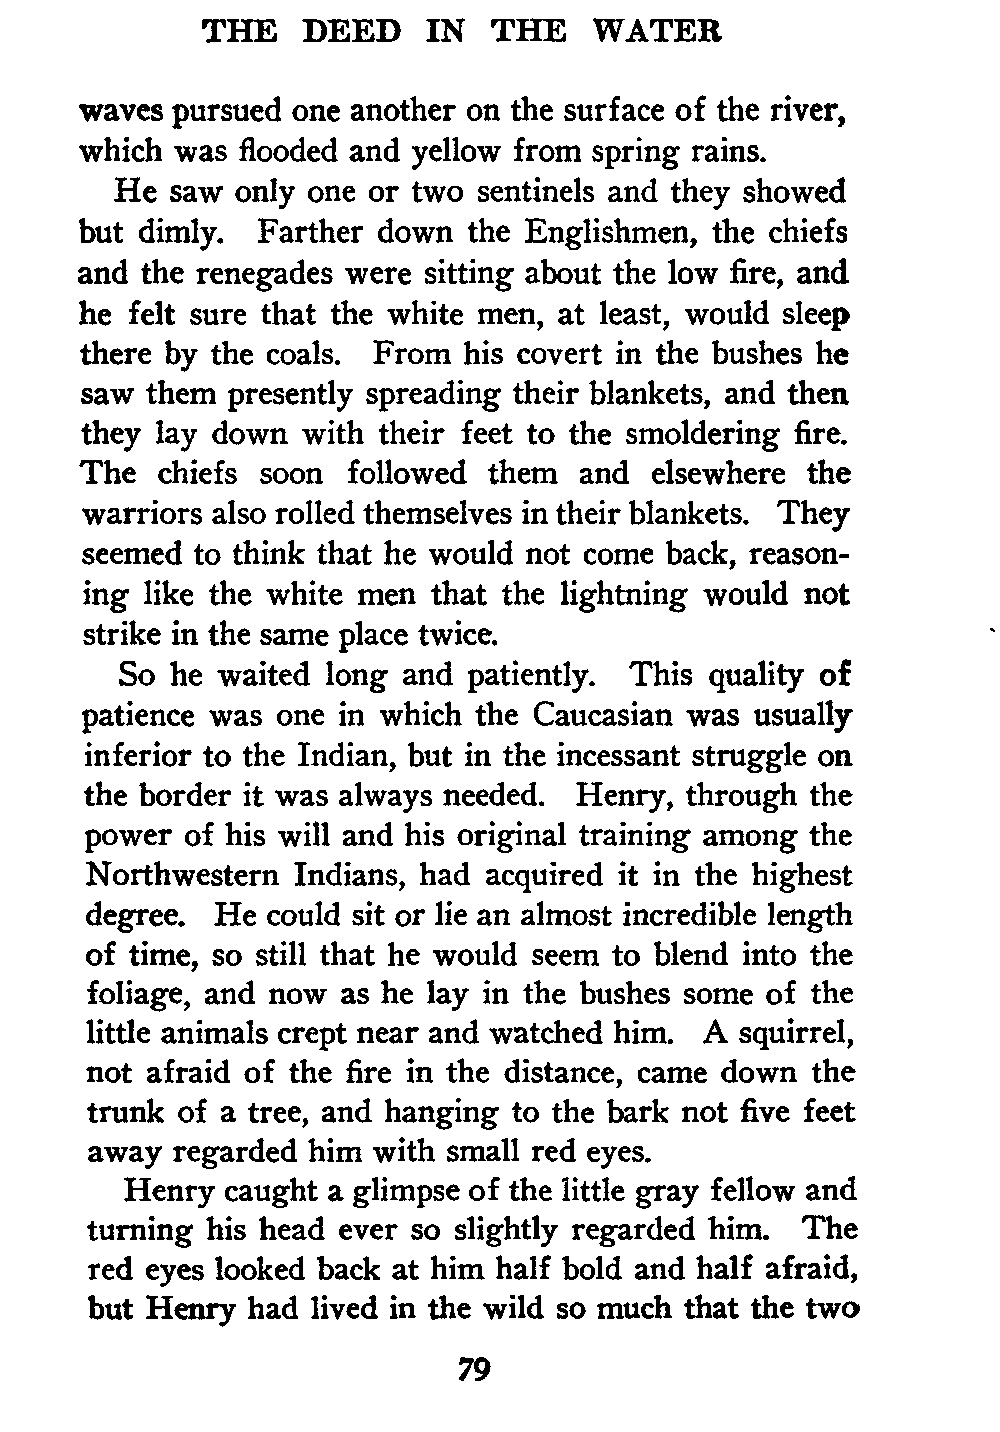 THE DEED IN THE WATER
waves pursued one another on the surface of the river,
which was flooded and yellow from spring rains.
He saw only one or two sentinels and they showed
but dimly. Farther down the Englishmen, the chiefs
and the renegades were sitting about the low fire, and
he felt sure that the white men, at least, would sleep
there by the coals. From his covert in the bushes he
saw them presently spreading their blankets, and then
they lay down with their feet to the smoldering fire.
The chiefs soon followed them and elsewhere the
warriors also rolled themselves in their blankets. They
seemed to think that he would not come back, reason-
ing like the white men that the lightning would not
strike in the same place twice.
So he waited long and patiently. This quality of
patience was one in which the Caucasian was usually
inferior to the Indian, but in the incessant struggle on
the border it was always needed. Henry, through the
power of his will and his original training among the
Northwestern Indians, had acquired it in the highest
degree. He could sit or lie an almost incredible length
of time, so still that he would seem to blend into the
foliage, and now as he lay in the bushes some of the
little animals crept near and watched him. A squirrel,
not afraid of the fire in the distance, came down the
trunk of a tree, and hanging to the bark not five feet
away regarded him with small red eyes.
Henry caught a glimpse of the little gray fellow and
turning his head ever so slightly regarded him. The
red eyes looked back at him half bold and half afraid,
but Henry had lived in the wild so much that the two
79